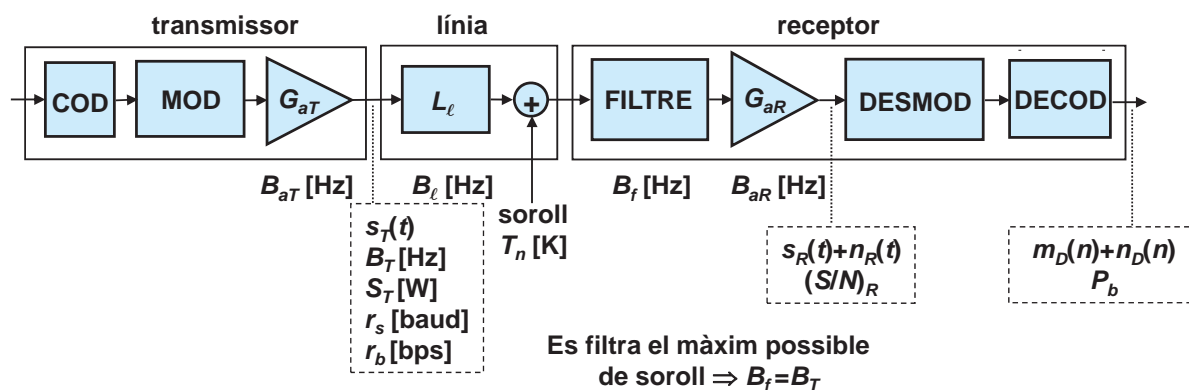 transmissor
línia
receptor
COD
MOD
G_aT
L_ℓ
+
FILTRE
G_aR
DESMOD
DECOD
B_aT [Hz]
B_ℓ [Hz]
B_f [Hz]
B_aR [Hz]
soroll
T_n [K]
s_T(t)
B_T [Hz]
S_T [W]
r_s [baud]
r_b [bps]
s_R(t)+n_R(t)
(S/N)_R
m_D(n)+n_D(n)
P_b
Es filtra el màxim possible
de soroll ⇒ B_f=B_T